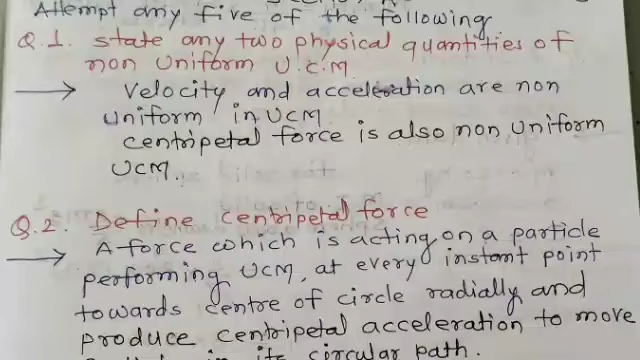 Attempt any five of the following
Q.1. state any two physical quantities of
non uniform U.C.M.
→ velocity and acceleration are non
uniform in UCM
centripetal force is also non uniform
UCM.
Q.2. Define centripetal force
→ A force which is acting on a particle
performing UCM, at every instant point
towards centre of circle radially and
produce centripetal acceleration to move
in its circular path.